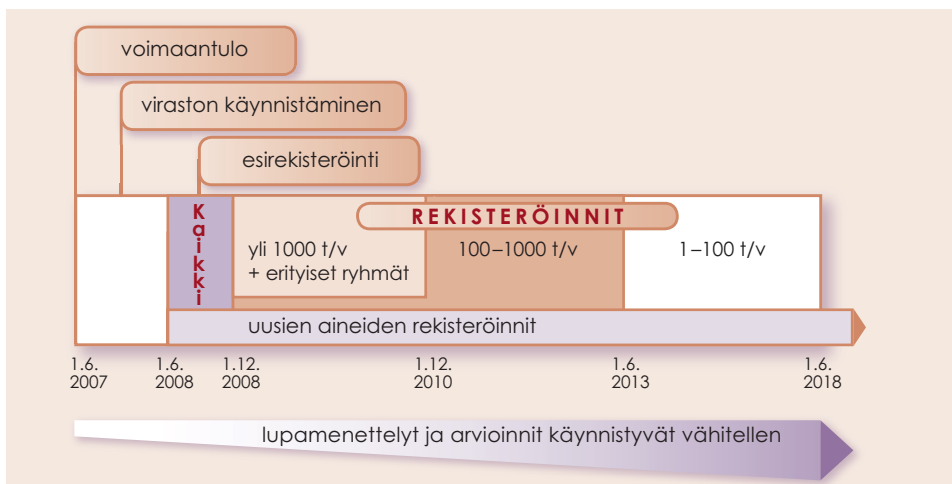 voimaantulo
viraston käynnistäminen
esirekisteröinti
Kaikki
REKISTERÖINNIT
yli 1000 t/v
+ erityiset ryhmät
100–1000 t/v
1–100 t/v
uusien aineiden rekisteröinnit
1.6.
2007
1.6.
2008
1.12.
2008
1.12.
2010
1.6.
2013
1.6.
2018
lupamenettelyt ja arvioinnit käynnistyvät vähitellen